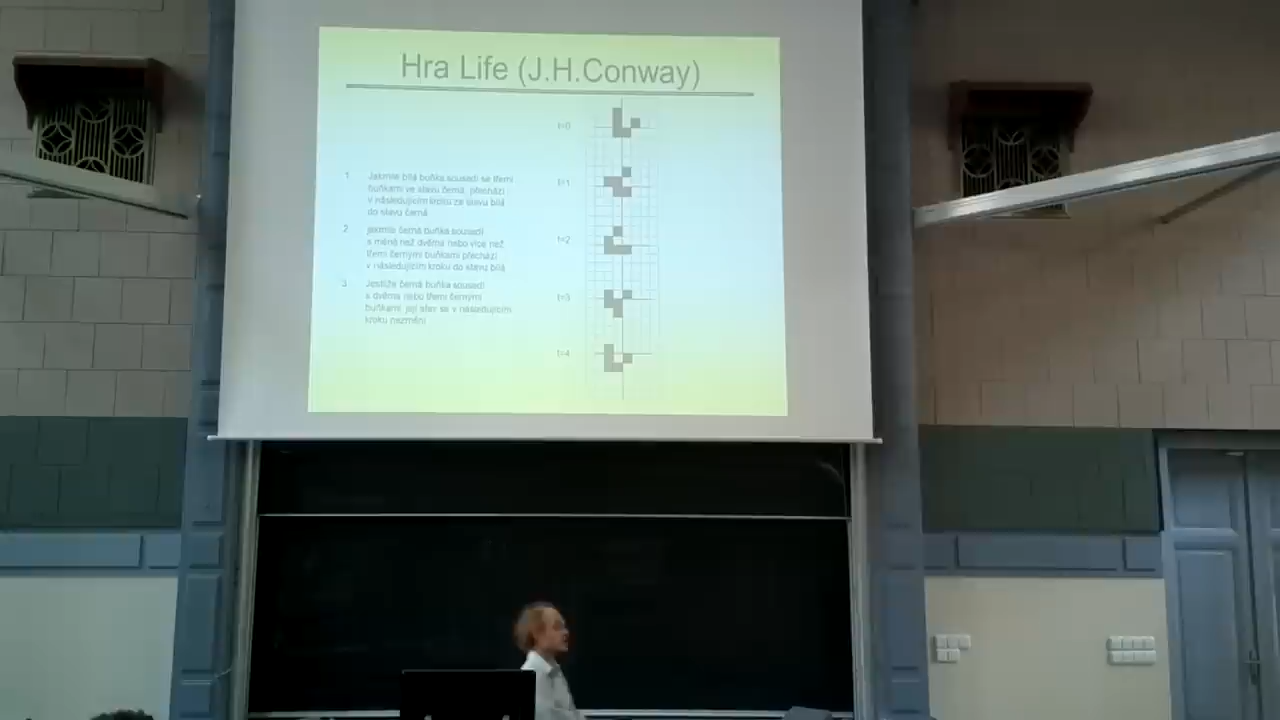 Hra Life (J.H.Conway)
t=0
1 Jakmile bílá buňka sousedí se třemi
buňkami ve stavu černá, přechází
v následujícím kroku ze stavu bílá
do stavu černá
t=1
2 jakmile černá buňka sousedí
s méně než dvěma nebo více než
třemi černými buňkami přechází
v následujícím kroku do stavu bílá
t=2
3 Jestliže černá buňka sousedí
s dvěma nebo třemi černými
buňkami, její stav se v následujícím
kroku nezmění
t=3
t=4